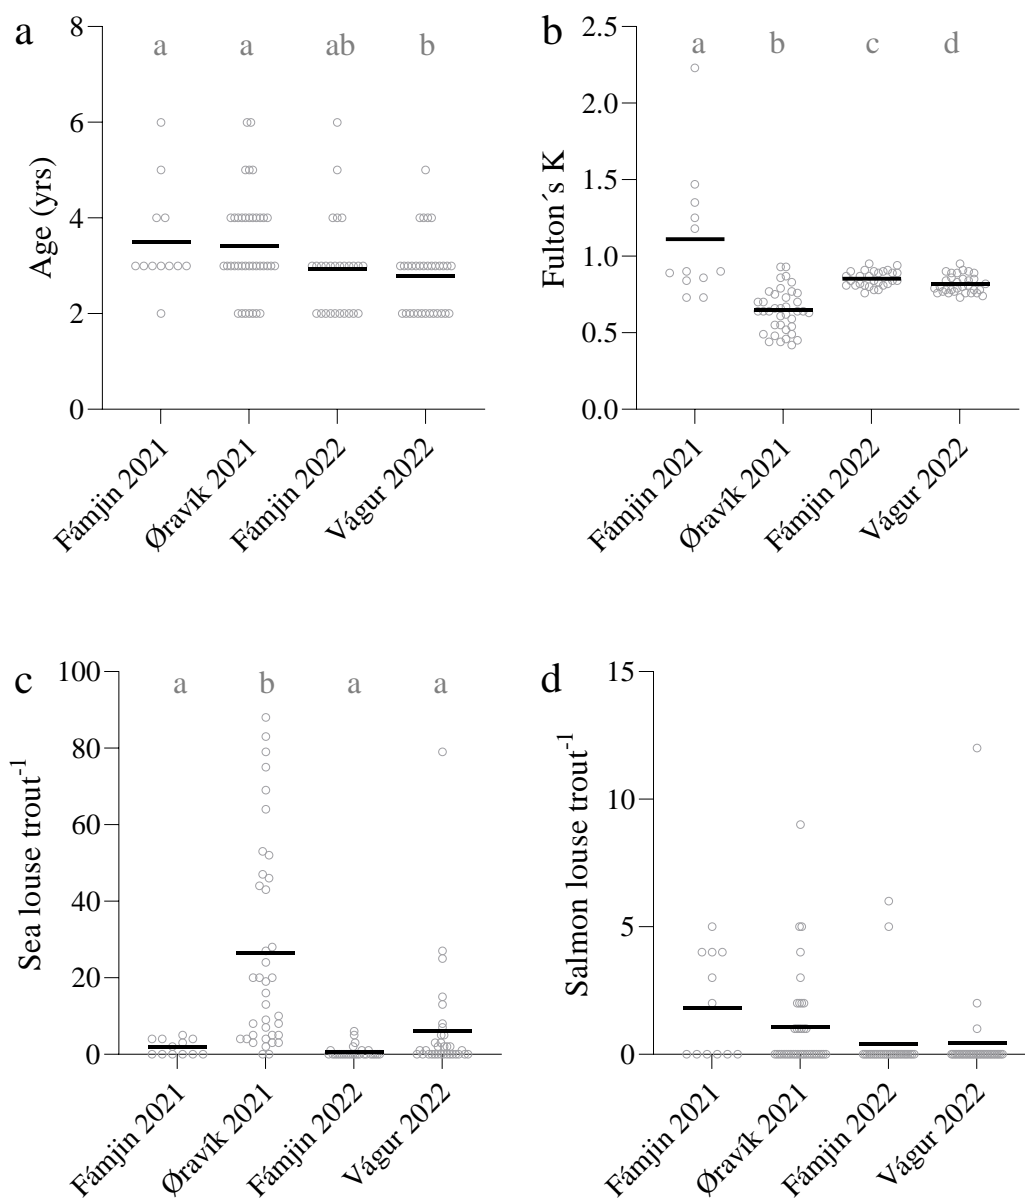 a
8
6
4
2
0
Age (yrs)
a a ab b
Fámjin 2021
Øravík 2021
Fámjin 2022
Vágur 2022
b
2.5
2.0
1.5
1.0
0.5
0.0
Fulton´s K
a b c d
Fámjin 2021
Øravík 2021
Fámjin 2022
Vágur 2022
c
100
80
60
40
20
0
Sea louse trout⁻¹
a b a a
Fámjin 2021
Øravík 2021
Fámjin 2022
Vágur 2022
d
15
10
5
0
Salmon louse trout⁻¹
Fámjin 2021
Øravík 2021
Fámjin 2022
Vágur 2022